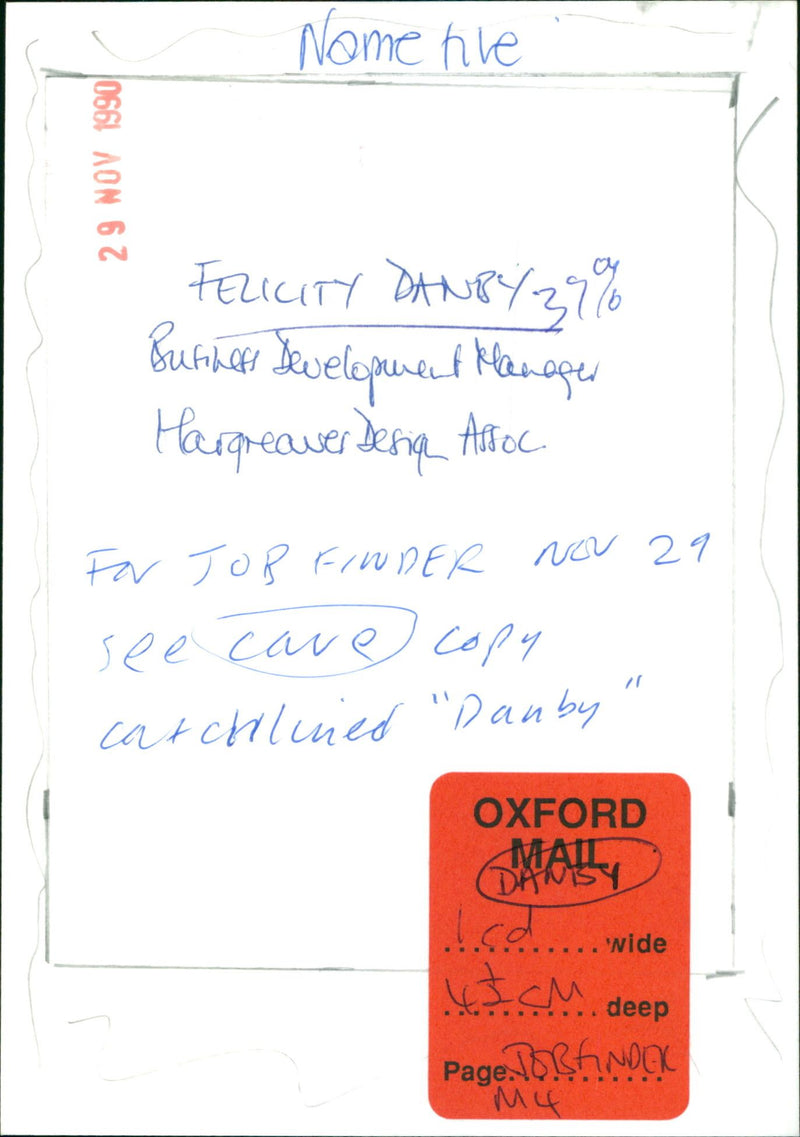 Name file
29 NOV 1990
FELICITY DANBY 37%
Business Development Manager
Hargreaves Design Assoc
For JOB FINDER NOV 29
see cave copy
catchlined "Danby"
OXFORD
MAIL
DANBY
1 col wide
4½ CM deep
Page JOBFINDER
M4